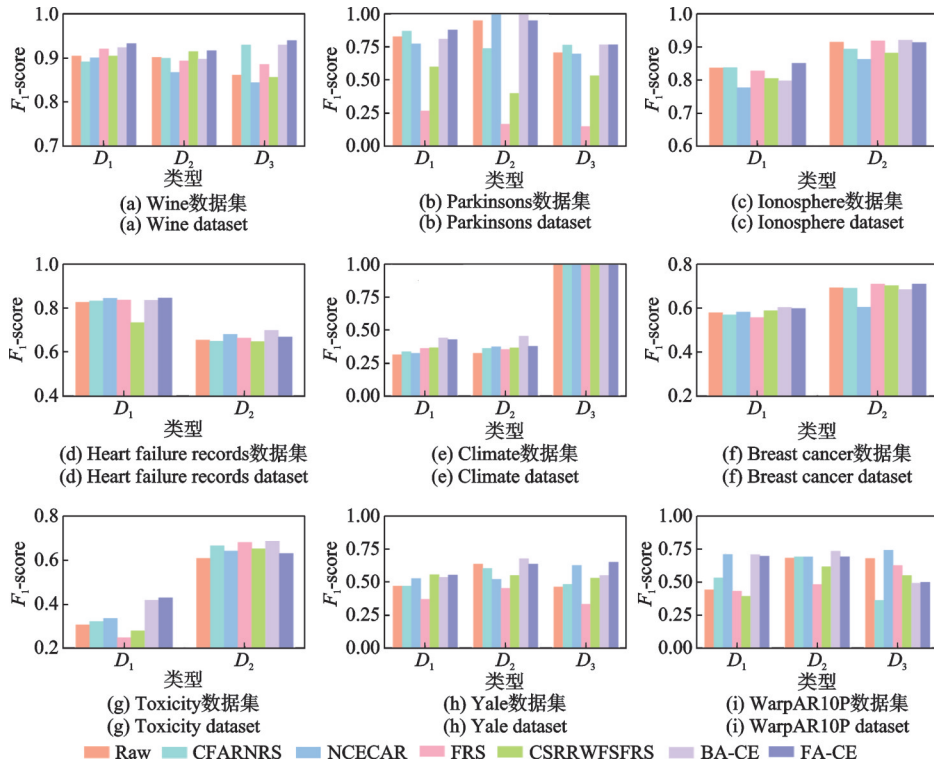 1.0
0.9
0.8
0.7
F1-score
D1 D2 D3
类型
(a) Wine数据集
(a) Wine dataset
1.00
0.75
0.50
0.25
0.00
F1-score
D1 D2 D3
类型
(b) Parkinsons数据集
(b) Parkinsons dataset
1.0
0.9
0.8
0.7
0.6
F1-score
D1 D2
类型
(c) Ionosphere数据集
(c) Ionosphere dataset
1.0
0.8
0.6
0.4
F1-score
D1 D2
类型
(d) Heart failure records数据集
(d) Heart failure records dataset
1.00
0.75
0.50
0.25
0.00
F1-score
D1 D2 D3
类型
(e) Climate数据集
(e) Climate dataset
0.8
0.6
0.4
0.2
F1-score
D1 D2
类型
(f) Breast cancer数据集
(f) Breast cancer dataset
0.8
0.6
0.4
0.2
F1-score
D1 D2
类型
(g) Toxicity数据集
(g) Toxicity dataset
1.00
0.75
0.50
0.25
0.00
F1-score
D1 D2 D3
类型
(h) Yale数据集
(h) Yale dataset
1.00
0.75
0.50
0.25
0.00
F1-score
D1 D2 D3
类型
(i) WarpAR10P数据集
(i) WarpAR10P dataset
Raw CFARNRS NCECAR FRS CSRRWFSFRS BA-CE FA-CE